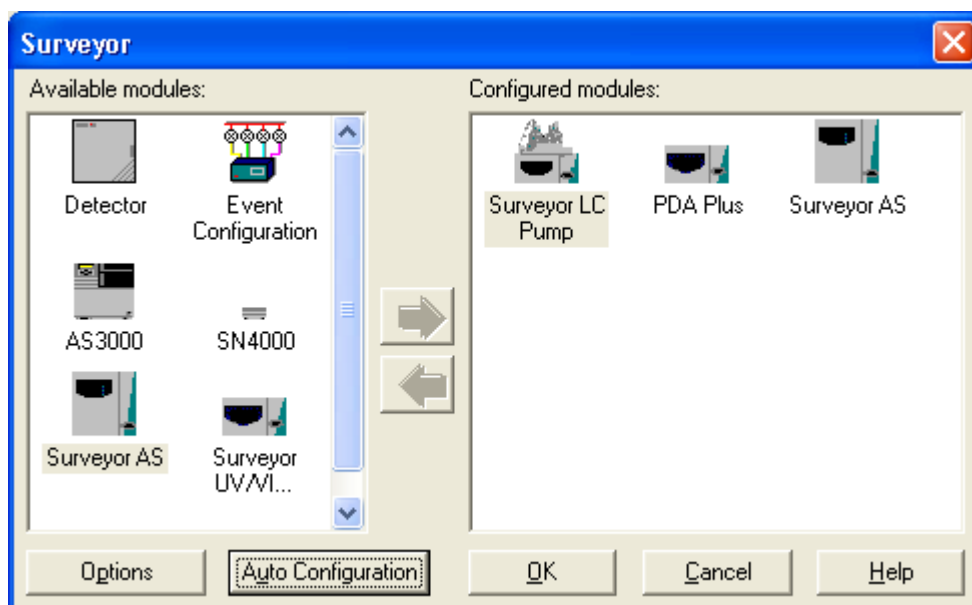 Surveyor
Available modules:
Configured modules:
Detector
Event
Configuration
AS3000
SN4000
Surveyor AS
Surveyor
UV/VI...
Surveyor LC
Pump
PDA Plus
Surveyor AS
Options
Auto Configuration
OK
Cancel
Help